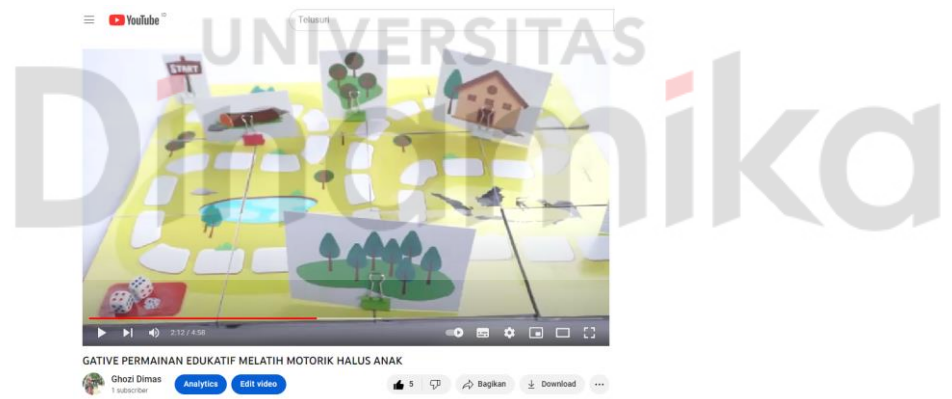 YouTube ID
Telusuri
UNIVERSITAS
Dinamika
START
2:12 / 4:58
GATIVE PERMAINAN EDUKATIF MELATIH MOTORIK HALUS ANAK
Ghozi Dimas
1 subscriber
Analytics
Edit video
5
Bagikan
Download